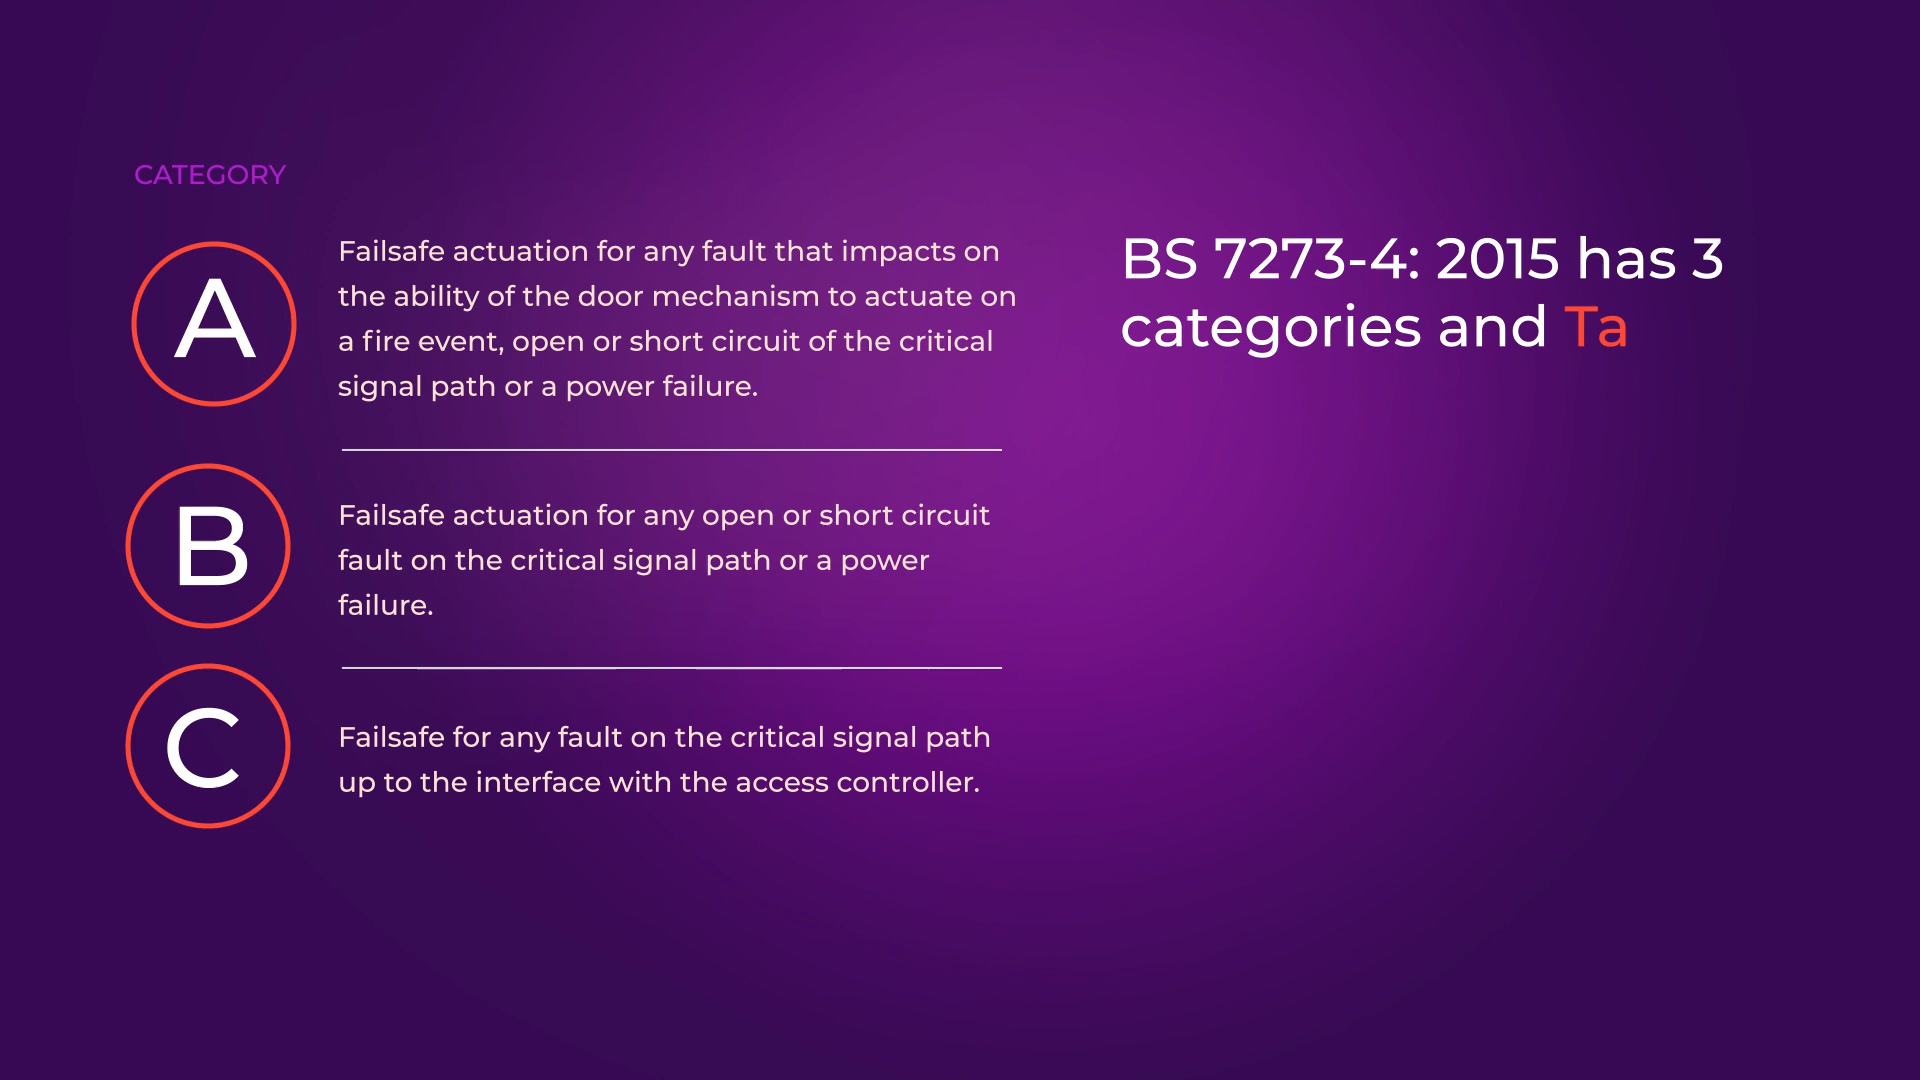 CATEGORY
A
Failsafe actuation for any fault that impacts on
the ability of the door mechanism to actuate on
a fire event, open or short circuit of the critical
signal path or a power failure.
B
Failsafe actuation for any open or short circuit
fault on the critical signal path or a power
failure.
C
Failsafe for any fault on the critical signal path
up to the interface with the access controller.
BS 7273-4: 2015 has 3
categories and Ta